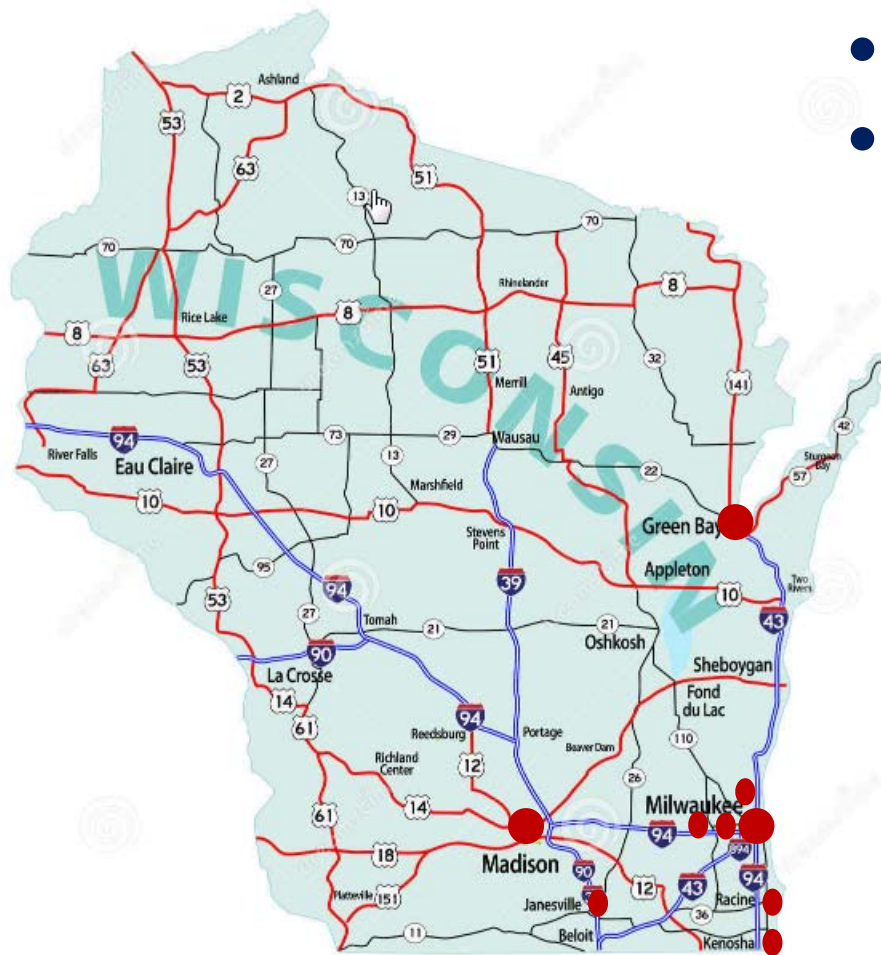 Ashland
2
53
63
51
13
70
70
70
WISCONSIN
27
Rhinelander
8
Rice Lake
8
8
63
53
51
45
32
141
Merrill
Antigo
42
73
29
Wausau
94
River Falls
Eau Claire
27
13
22
Sturgeon
Bay
57
Marshfield
10
10
Stevens
Point
Green Bay
95
94
39
Appleton
10
Two
Rivers
53
27
Tomah
21
21
43
90
Oshkosh
La Crosse
Sheboygan
14
94
Fond
du Lac
61
Reedsburg
Portage
110
Beaver Dam
Richland
Center
12
26
61
14
Milwaukee
94
894
18
Madison
90
94
12
43
Platteville
151
Janesville
Racine
36
11
Beloit
Kenosha